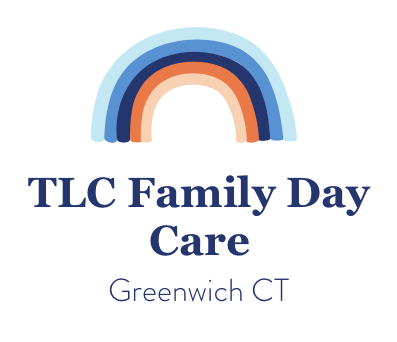 TLC Family Day
Care
Greenwich CT